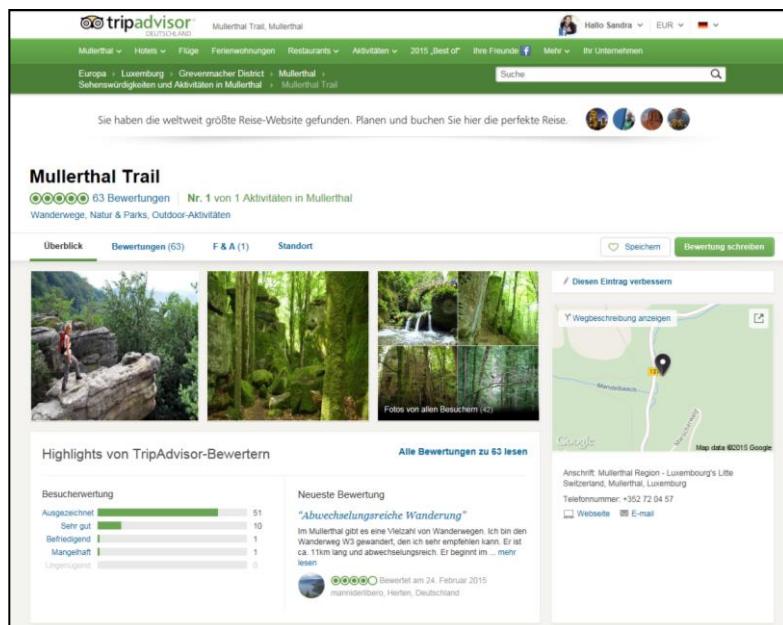 tripadvisor
DEUTSCHLAND
Mullerthal Trail, Mullerthal
Hallo Sandra
EUR
Mullerthal Hotels Flüge Ferienwohnungen Restaurants Aktivitäten 2015 „Best of“ Ihre Freunde Mehr Ihr Unternehmen
Europa › Luxemburg › Grevenmacher District › Mullerthal ›
Sehenswürdigkeiten und Aktivitäten in Mullerthal › Mullerthal Trail
Suche
Sie haben die weltweit größte Reise-Website gefunden. Planen und buchen Sie hier die perfekte Reise.
Mullerthal Trail
63 Bewertungen Nr. 1 von 1 Aktivitäten in Mullerthal
Wanderwege, Natur & Parks, Outdoor-Aktivitäten
Überblick Bewertungen (63) F & A (1) Standort
Speichern
Bewertung schreiben
Fotos von allen Besuchern (42)
Diesen Eintrag verbessern
Wegbeschreibung anzeigen
Google
Map data ©2015 Google
Anschrift: Mullerthal Region - Luxembourg's Litte
Switzerland, Mullerthal, Luxemburg
Telefonnummer: +352 72 04 57
Webseite E-mail
Highlights von TripAdvisor-Bewertern
Alle Bewertungen zu 63 lesen
Besucherwertung
Ausgezeichnet 51
Sehr gut 10
Befriedigend 1
Mangelhaft 1
Ungenügend 0
Neueste Bewertung
"Abwechselungsreiche Wanderung"
Im Mullerthal gibt es eine Vielzahl von Wanderwegen. Ich bin den
Wanderweg W3 gewandert, den ich sehr empfehlen kann. Er ist
ca. 11km lang und abwechselungsreich. Er beginnt im ... mehr
lesen
Bewertet am 24. Februar 2015
manniderlibero, Herten, Deutschland